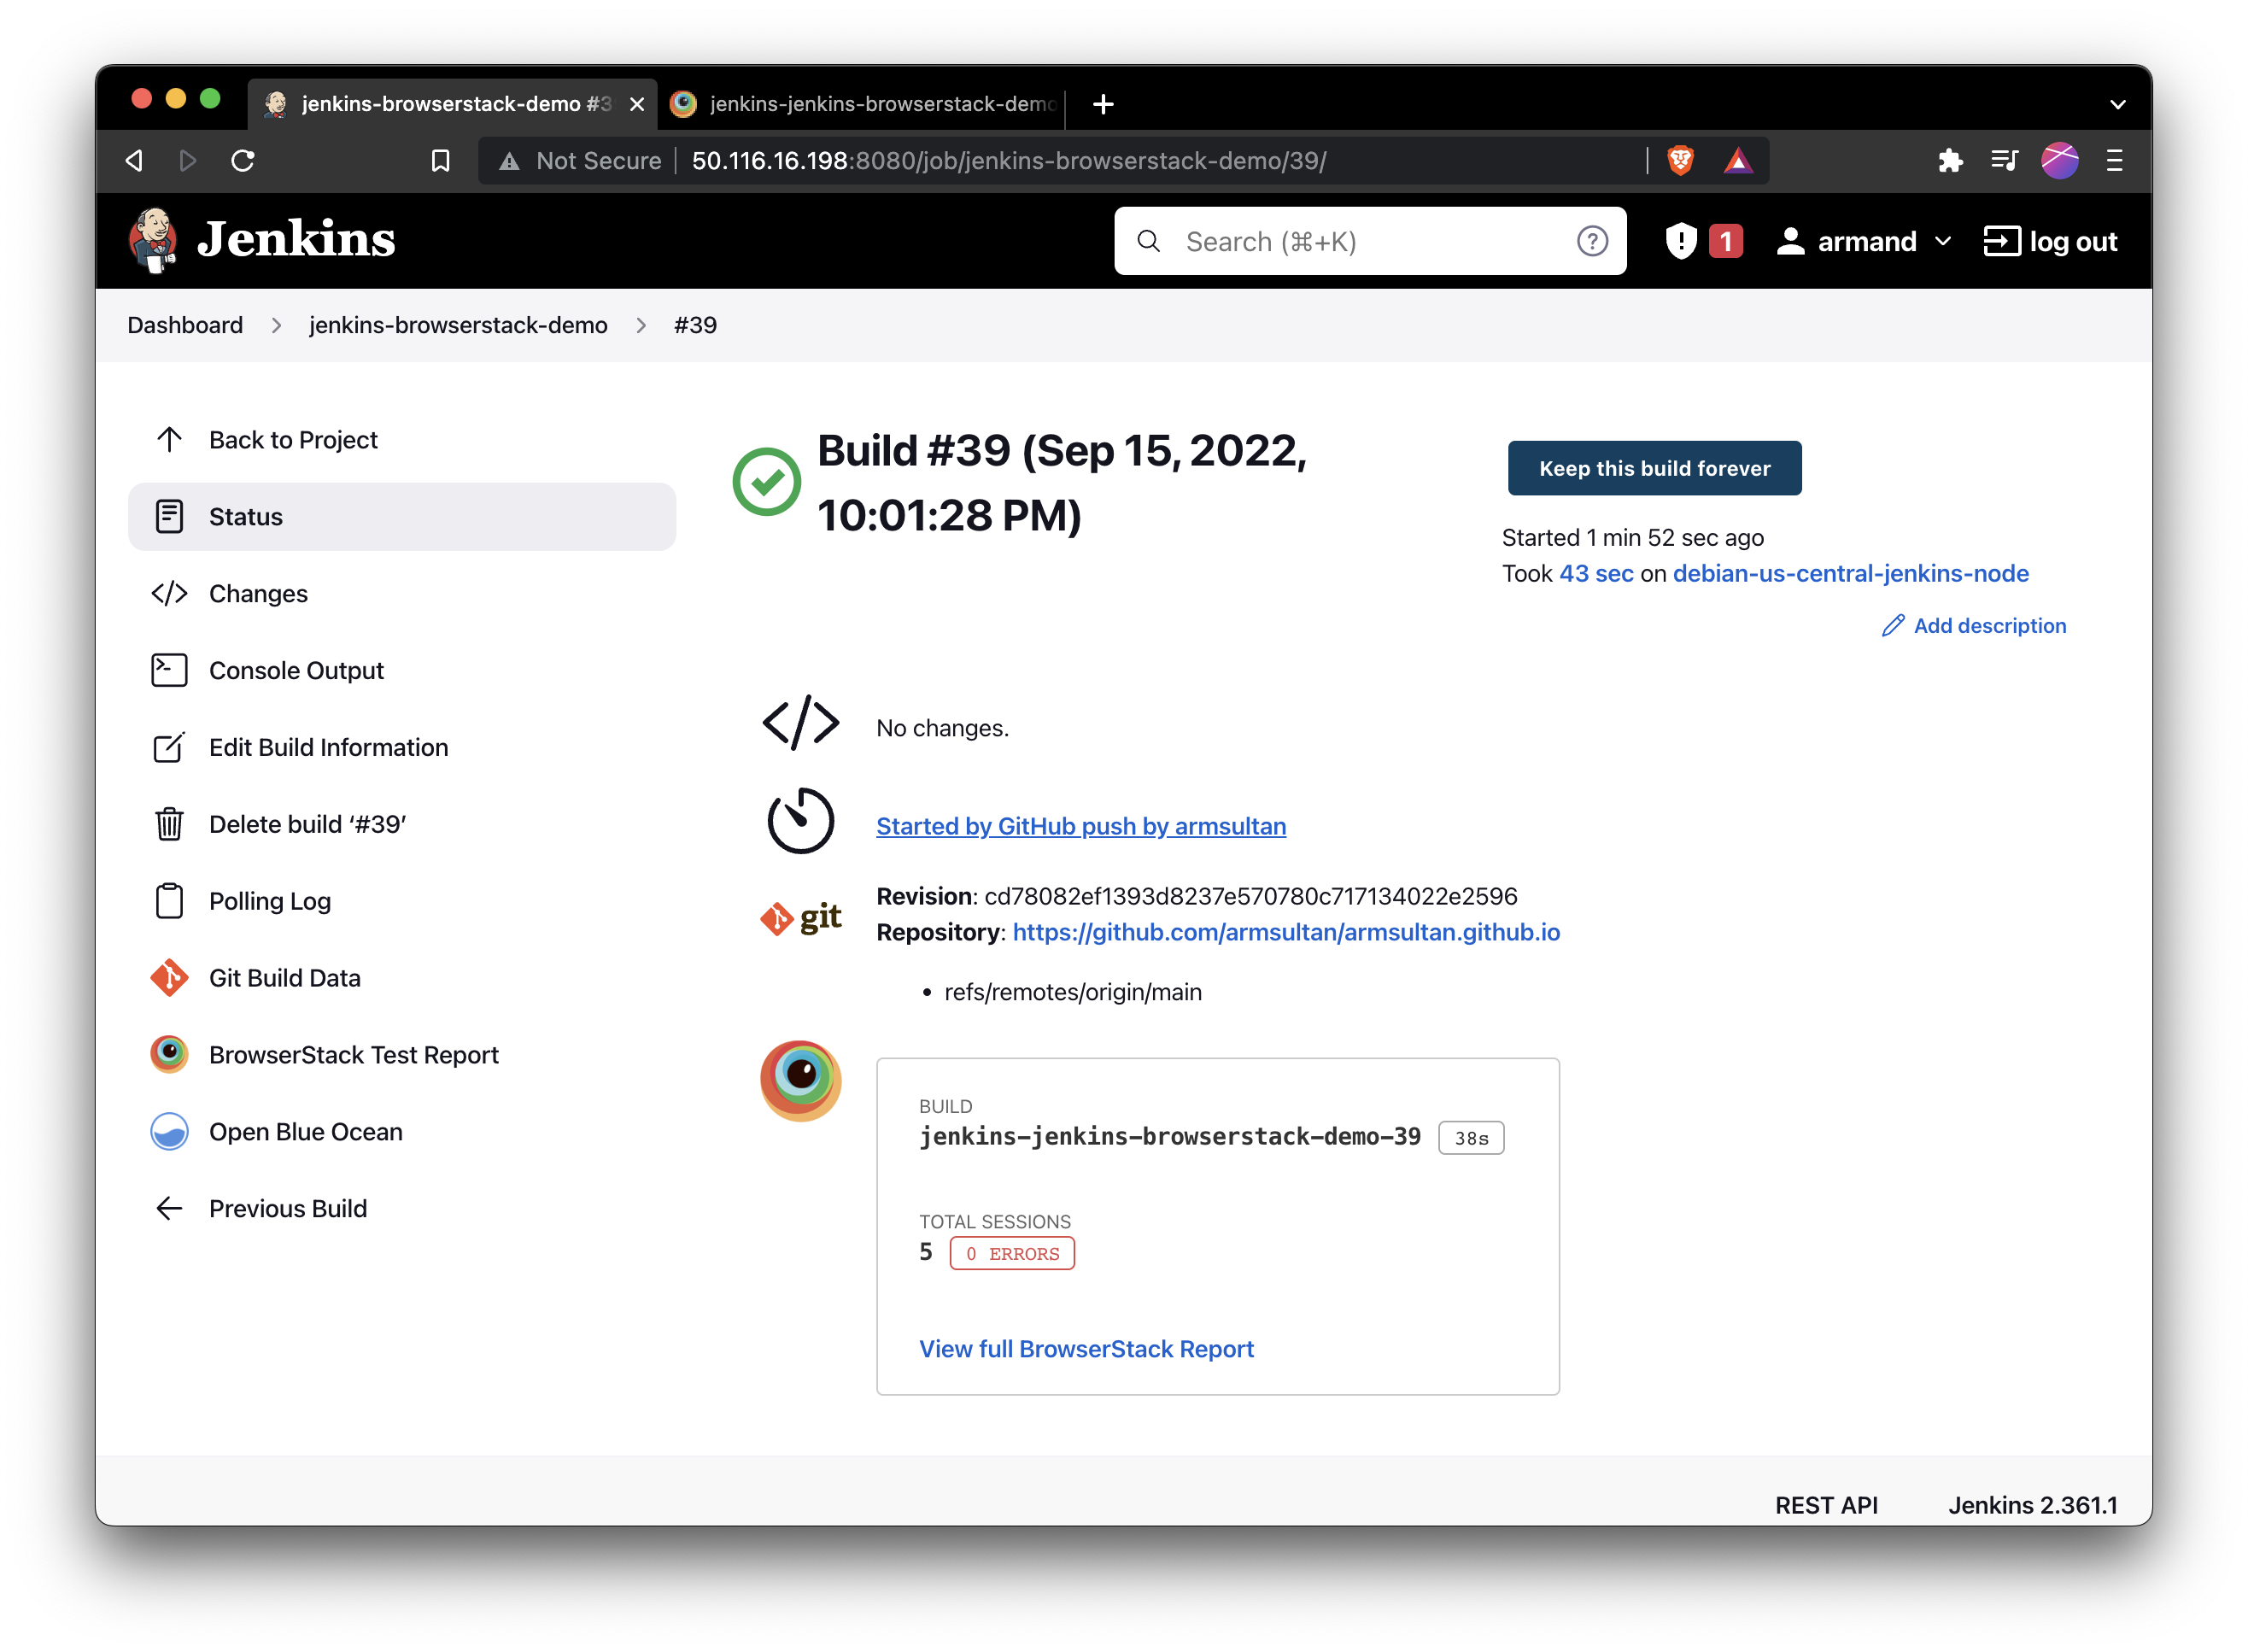 jenkins-browserstack-demo #3
jenkins-jenkins-browserstack-demo
Not Secure 50.116.16.198:8080/job/jenkins-browserstack-demo/39/
Jenkins
Search (⌘+K)
1
armand
log out
Dashboard
jenkins-browserstack-demo
#39
Back to Project
Status
Changes
Console Output
Edit Build Information
Delete build ‘#39’
Polling Log
Git Build Data
BrowserStack Test Report
Open Blue Ocean
Previous Build
Build #39 (Sep 15, 2022,
10:01:28 PM)
Keep this build forever
Started 1 min 52 sec ago
Took 43 sec on debian-us-central-jenkins-node
Add description
No changes.
Started by GitHub push by armsultan
git
Revision: cd78082ef1393d8237e570780c717134022e2596
Repository: https://github.com/armsultan/armsultan.github.io
• refs/remotes/origin/main
BUILD
jenkins-jenkins-browserstack-demo-39 38s
TOTAL SESSIONS
5 0 ERRORS
View full BrowserStack Report
REST API
Jenkins 2.361.1